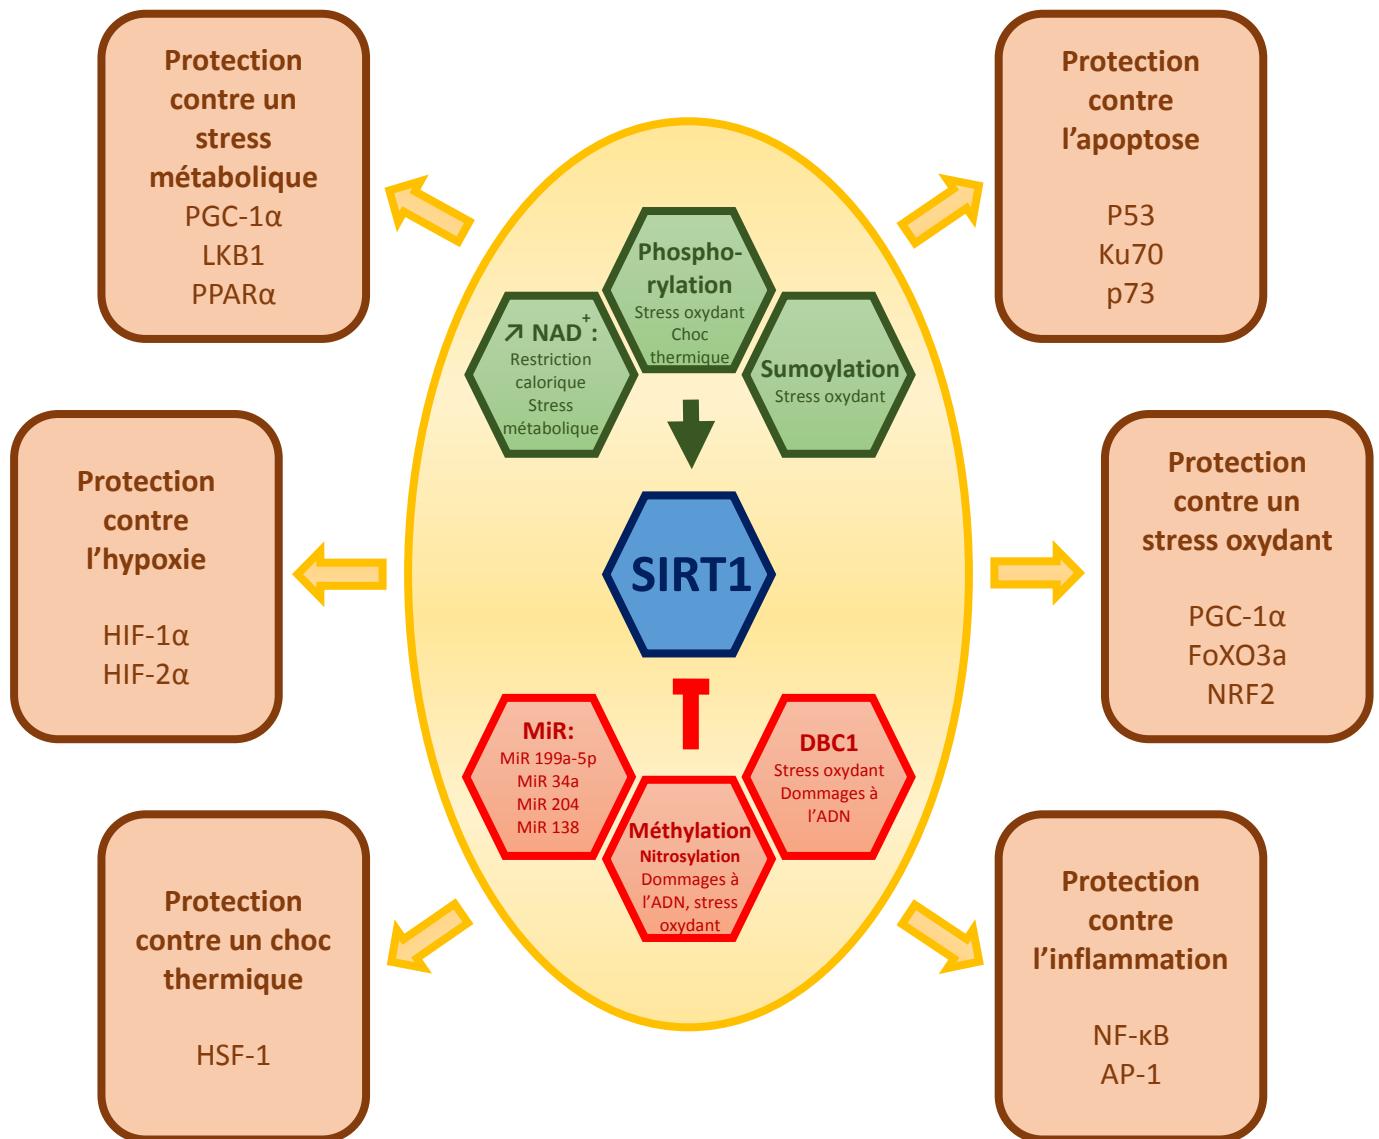 Protection
contre un
stress
métabolique
PGC-1α
LKB1
PPARα
Protection
contre
l’apoptose
P53
Ku70
p73
Phospho-
rylation
Stress oxydant
Choc
thermique
↗ NAD+:
Restriction
calorique
Stress
métabolique
Sumoylation
Stress oxydant
Protection
contre
l’hypoxie
HIF-1α
HIF-2α
SIRT1
Protection
contre un
stress oxydant
PGC-1α
FoXO3a
NRF2
MiR:
MiR 199a-5p
MiR 34a
MiR 204
MiR 138
Méthylation
Nitrosylation
Dommages à
l’ADN, stress
oxydant
DBC1
Stress oxydant
Dommages à
l’ADN
Protection
contre un choc
thermique
HSF-1
Protection
contre
l’inflammation
NF-κB
AP-1